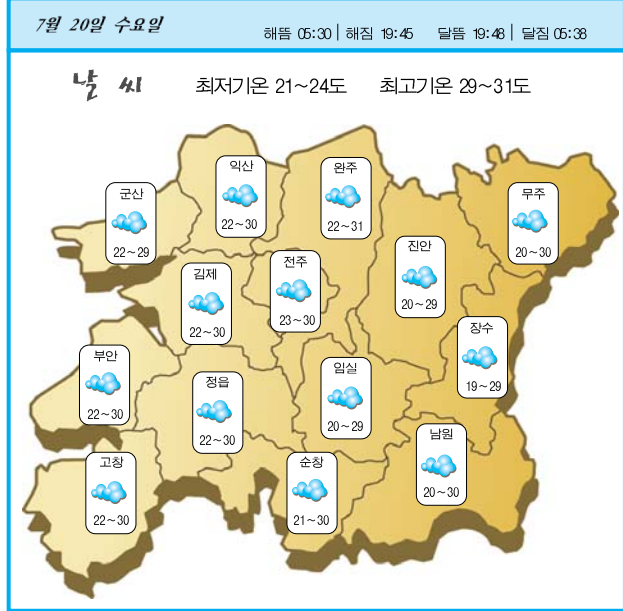 7월 20일 수요일
해뜸 05:30 | 해짐 19:45 달뜸 19:48 | 달짐 05:38
날 씨 최저기온 21~24도 최고기온 29~31도
군산
22~29
익산
22~30
완주
22~31
무주
20~30
김제
22~30
전주
23~30
진안
20~29
장수
19~29
부안
22~30
정읍
22~30
임실
20~29
남원
20~30
고창
22~30
순창
21~30